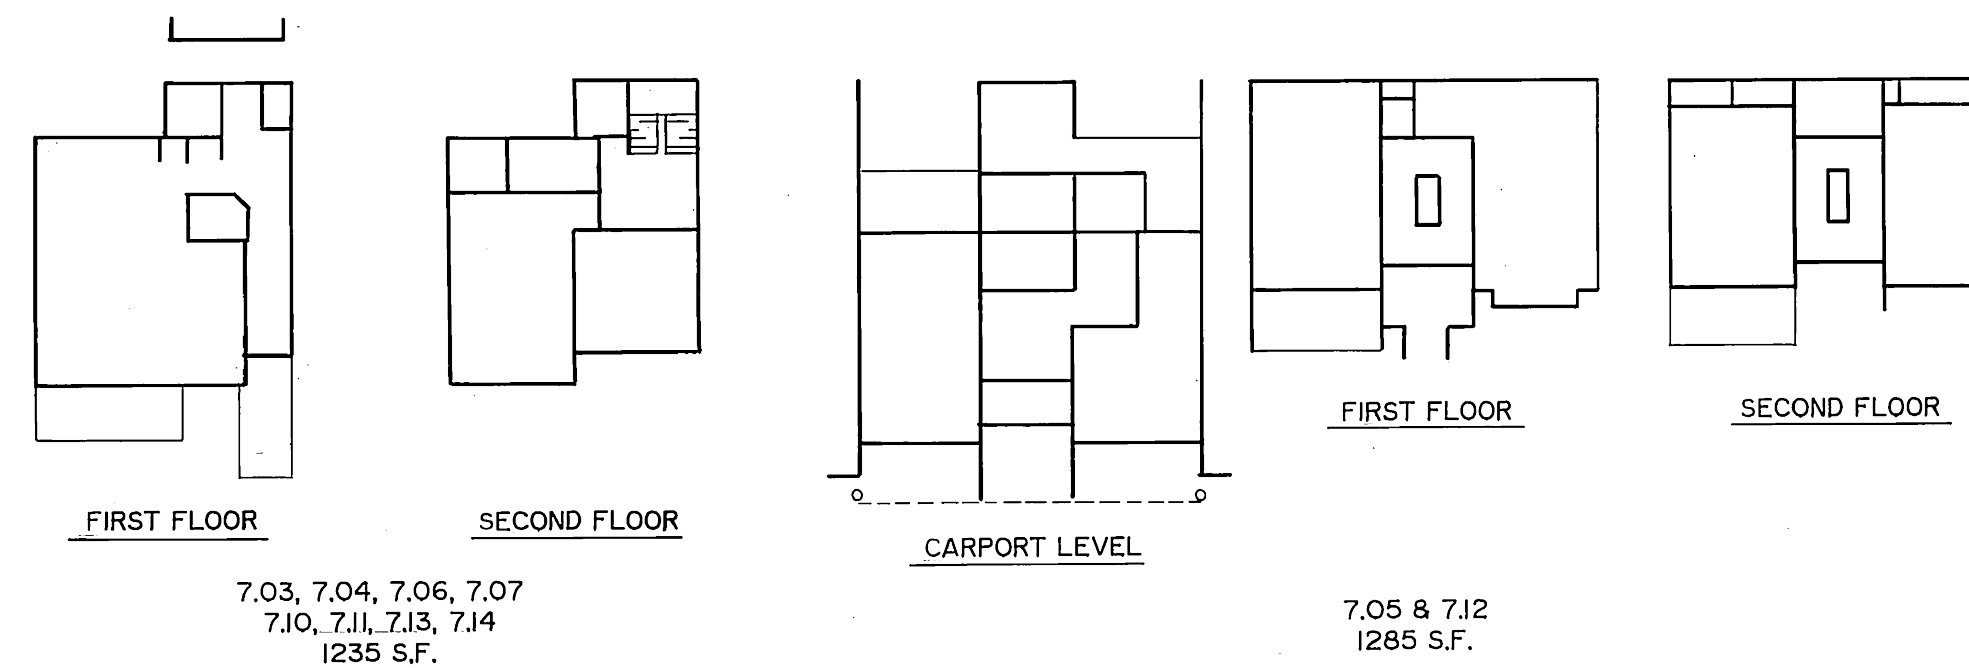 FIRST FLOOR
SECOND FLOOR
7.03, 7.04, 7.06, 7.07
7.10, 7.11, 7.13, 7.14
1235 S.F.
CARPORT LEVEL
FIRST FLOOR
SECOND FLOOR
7.05 & 7.12
1285 S.F.